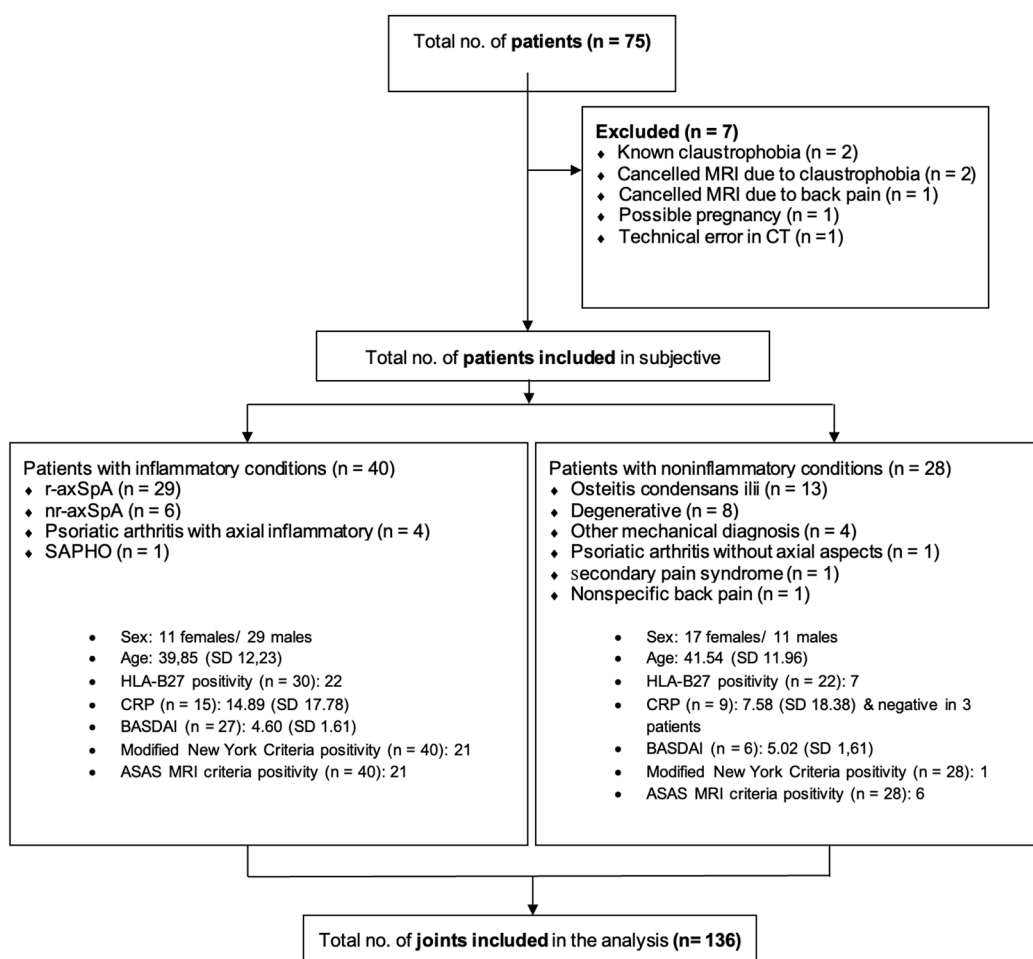 Total no. of patients (n = 75)
Excluded (n = 7)
♦ Known claustrophobia (n = 2)
♦ Cancelled MRI due to claustrophobia (n = 2)
♦ Cancelled MRI due to back pain (n = 1)
♦ Possible pregnancy (n = 1)
♦ Technical error in CT (n =1)
Total no. of patients included in subjective
Patients with inflammatory conditions (n = 40)
♦ r-axSpA (n = 29)
♦ nr-axSpA (n = 6)
♦ Psoriatic arthritis with axial inflammatory (n = 4)
♦ SAPHO (n = 1)
• Sex: 11 females/ 29 males
• Age: 39,85 (SD 12,23)
• HLA-B27 positivity (n = 30): 22
• CRP (n = 15): 14.89 (SD 17.78)
• BASDAI (n = 27): 4.60 (SD 1.61)
• Modified New York Criteria positivity (n = 40): 21
• ASAS MRI criteria positivity (n = 40): 21
Patients with noninflammatory conditions (n = 28)
♦ Osteitis condensans ilii (n = 13)
♦ Degenerative (n = 8)
♦ Other mechanical diagnosis (n = 4)
♦ Psoriatic arthritis without axial aspects (n = 1)
♦ secondary pain syndrome (n = 1)
♦ Nonspecific back pain (n = 1)
• Sex: 17 females/ 11 males
• Age: 41.54 (SD 11.96)
• HLA-B27 positivity (n = 22): 7
• CRP (n = 9): 7.58 (SD 18.38) & negative in 3
patients
• BASDAI (n = 6): 5.02 (SD 1,61)
• Modified New York Criteria positivity (n = 28): 1
• ASAS MRI criteria positivity (n = 28): 6
Total no. of joints included in the analysis (n= 136)